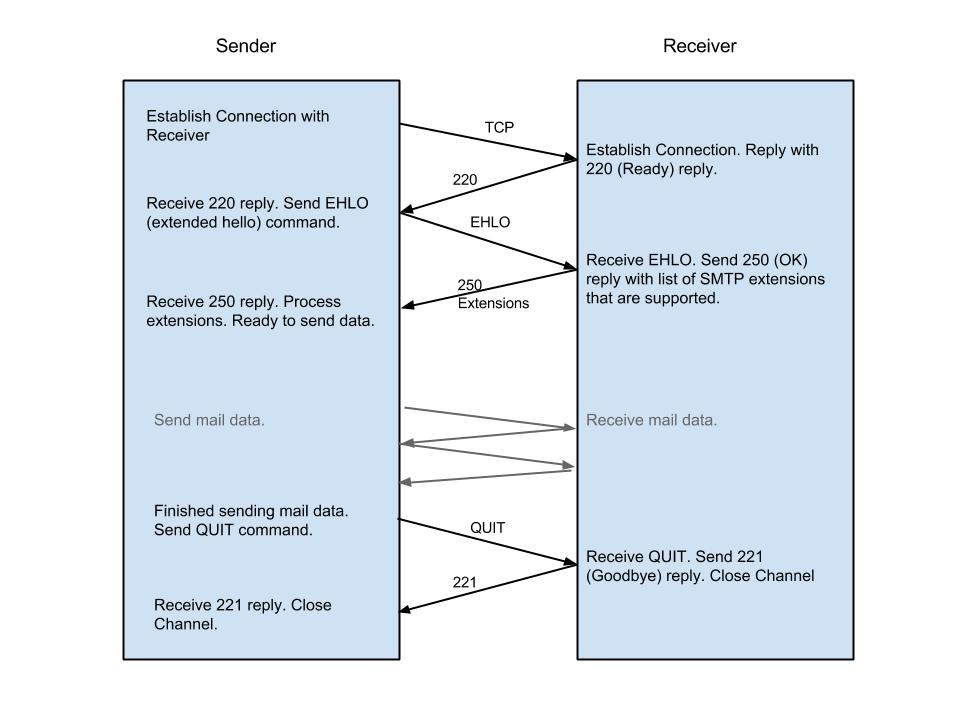 Sender
Receiver
Establish Connection with
Receiver
TCP
Establish Connection. Reply with
220 (Ready) reply.
220
Receive 220 reply. Send EHLO
(extended hello) command.
EHLO
Receive EHLO. Send 250 (OK)
reply with list of SMTP extensions
that are supported.
250
Extensions
Receive 250 reply. Process
extensions. Ready to send data.
Send mail data.
Receive mail data.
Finished sending mail data.
Send QUIT command.
QUIT
Receive QUIT. Send 221
(Goodbye) reply. Close Channel
221
Receive 221 reply. Close
Channel.